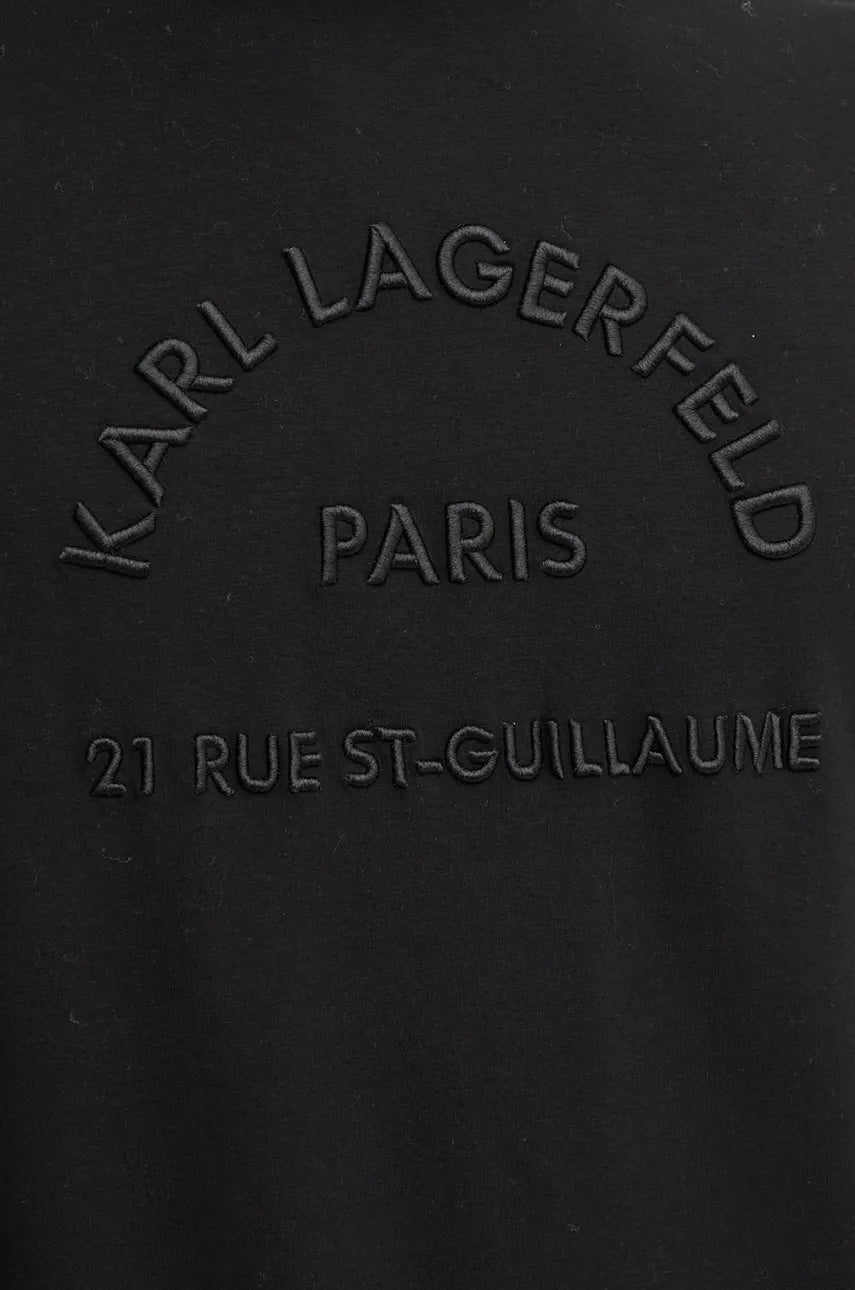 KARL LAGERFELD
PARIS
21 RUE ST-GUILLAUME